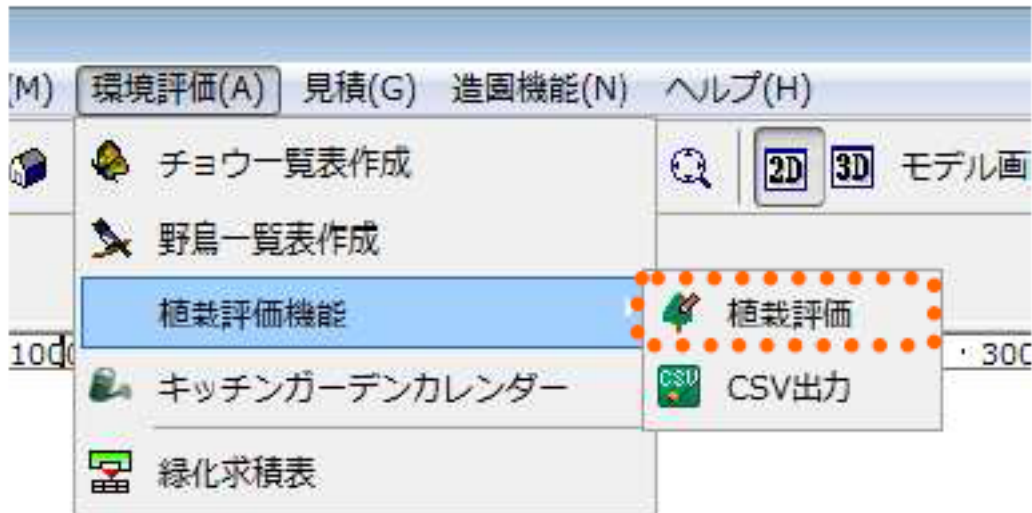 (M) 環境評価(A) 見積(G) 造園機能(N) ヘルプ(H)
チョウ一覧表作成
2D 3D モデル画
野鳥一覧表作成
植栽評価機能
植栽評価
100
300
キッチンガーデンカレンダー
CSV CSV出力
緑化求積表